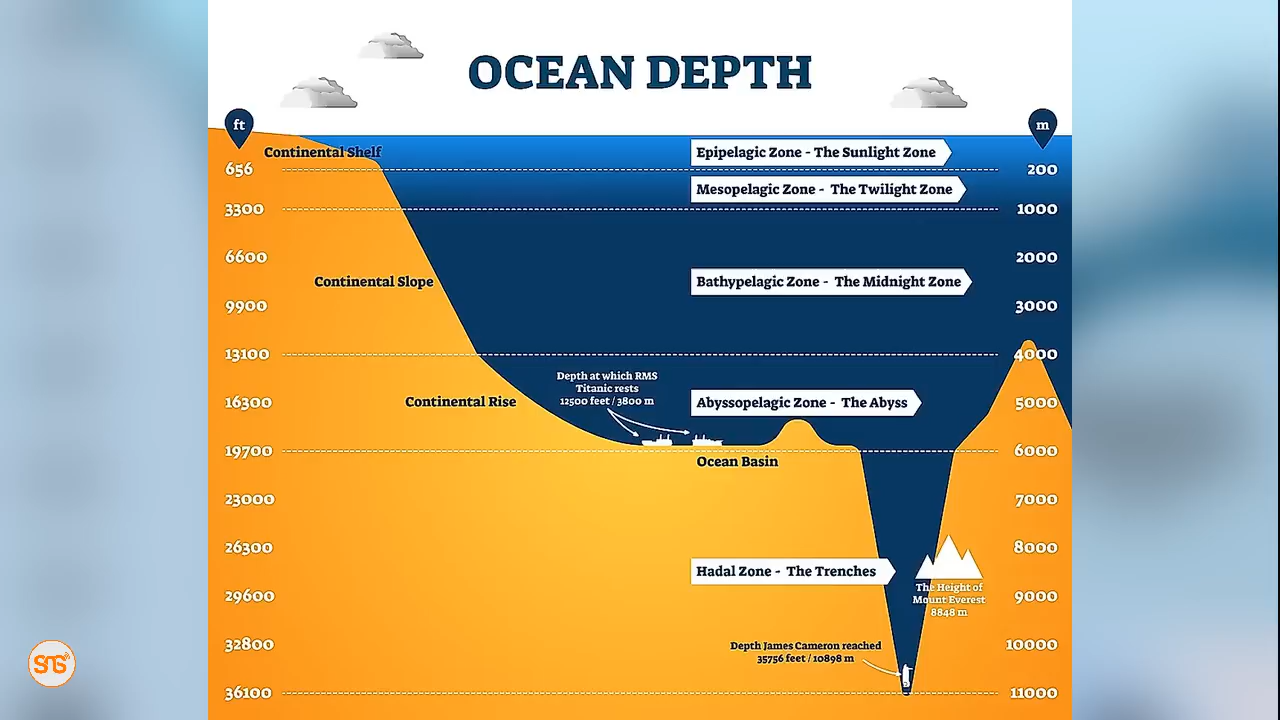 OCEAN DEPTH
ft
m
Continental Shelf
Epipelagic Zone - The Sunlight Zone
656
200
Mesopelagic Zone - The Twilight Zone
3300
1000
6600
2000
Continental Slope
Bathypelagic Zone - The Midnight Zone
9900
3000
13100
4000
Depth at which RMS
Titanic rests
12500 feet / 3800 m
16300
Continental Rise
Abyssopelagic Zone - The Abyss
5000
19700
6000
Ocean Basin
23000
7000
26300
8000
Hadal Zone - The Trenches
The Height of
Mount Everest
8848 m
29600
9000
32800
10000
Depth James Cameron reached
35756 feet / 10898 m
SNS
36100
11000